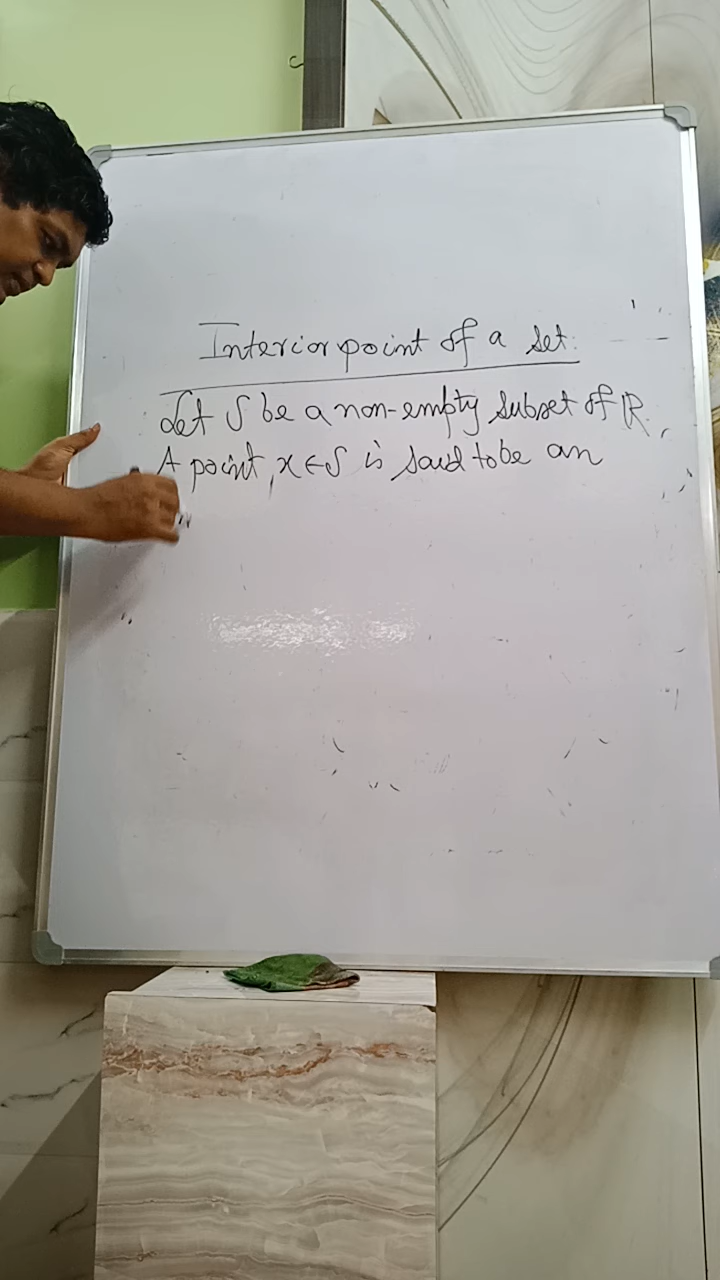 Interior point of a set:
Let S be a non-empty subset of ℝ.
A point, x∈S is said to be an